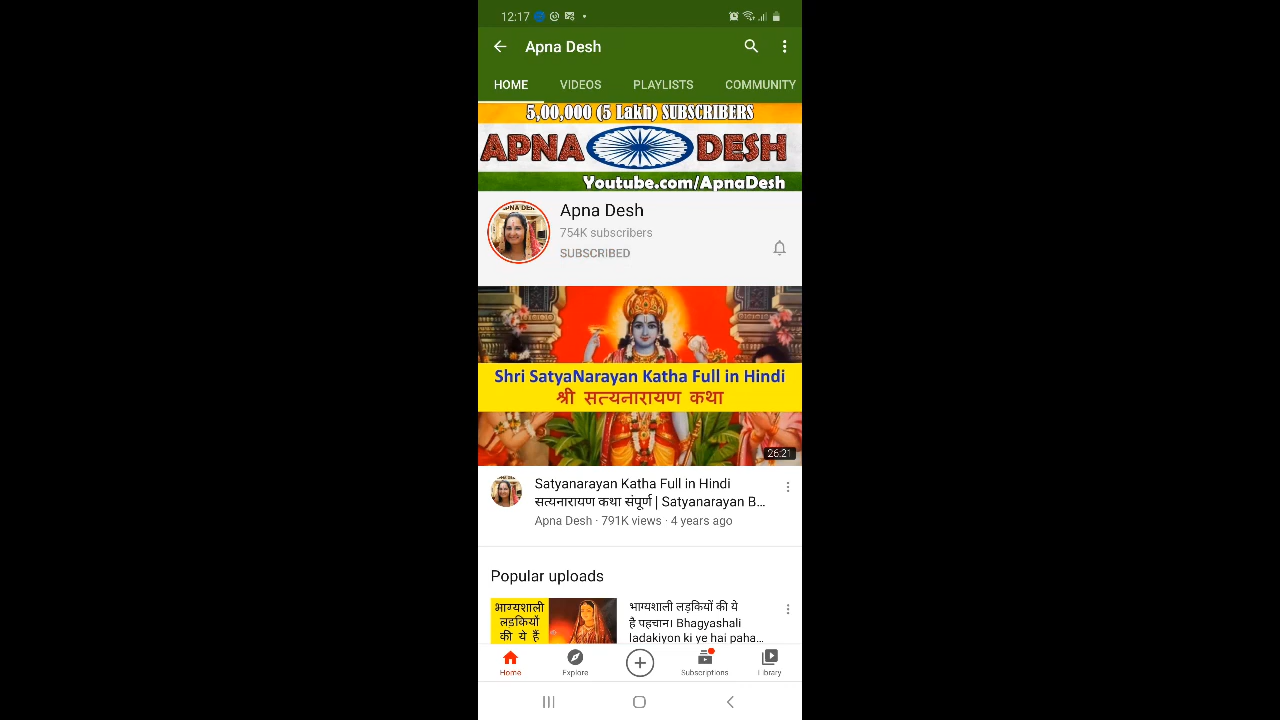 12:17
Apna Desh
HOME VIDEOS PLAYLISTS COMMUNITY
5,00,000 (5 Lakh) SUBSCRIBERS
APNA DESH
Youtube.com/ApnaDesh
Apna Desh
754K subscribers
SUBSCRIBED
Shri SatyaNarayan Katha Full in Hindi
श्री सत्यनारायण कथा
26:21
Satyanarayan Katha Full in Hindi
सत्यनारायण कथा संपूर्ण | Satyanarayan B...
Apna Desh · 791K views · 4 years ago
Popular uploads
भाग्यशाली
लडकियों
की ये हैं
भाग्यशाली लड़कियों की ये
है पहचान। Bhagyashali
ladakiyon ki ye hai paha...
Home Explore Subscriptions Library